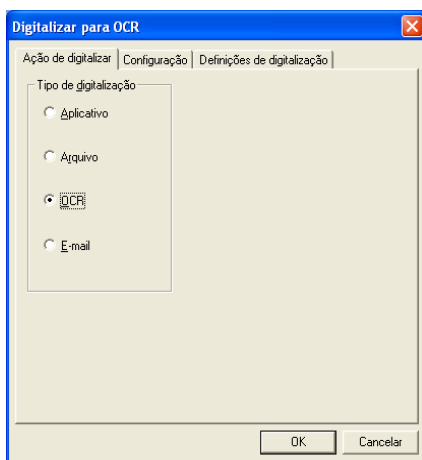 Digitalizar para OCR
Ação de digitalizar
Configuração
Definições de digitalização
Tipo de digitalização
Aplicativo
Arquivo
OCR
E-mail
OK
Cancelar